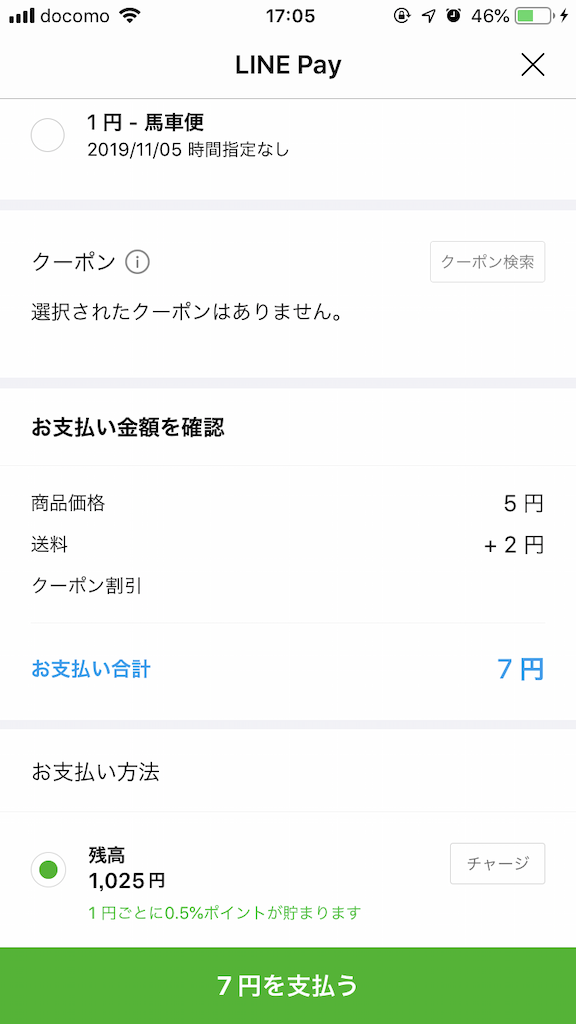 docomo 17:05 46%
LINE Pay
1 円 - 馬車便
2019/11/05 時間指定なし
クーポン クーポン検索
選択されたクーポンはありません。
お支払い金額を確認
商品価格 5 円
送料 + 2 円
クーポン割引
お支払い合計 7 円
お支払い方法
残高
1,025 円 チャージ
1 円ごとに0.5%ポイントが貯まります
7 円を支払う